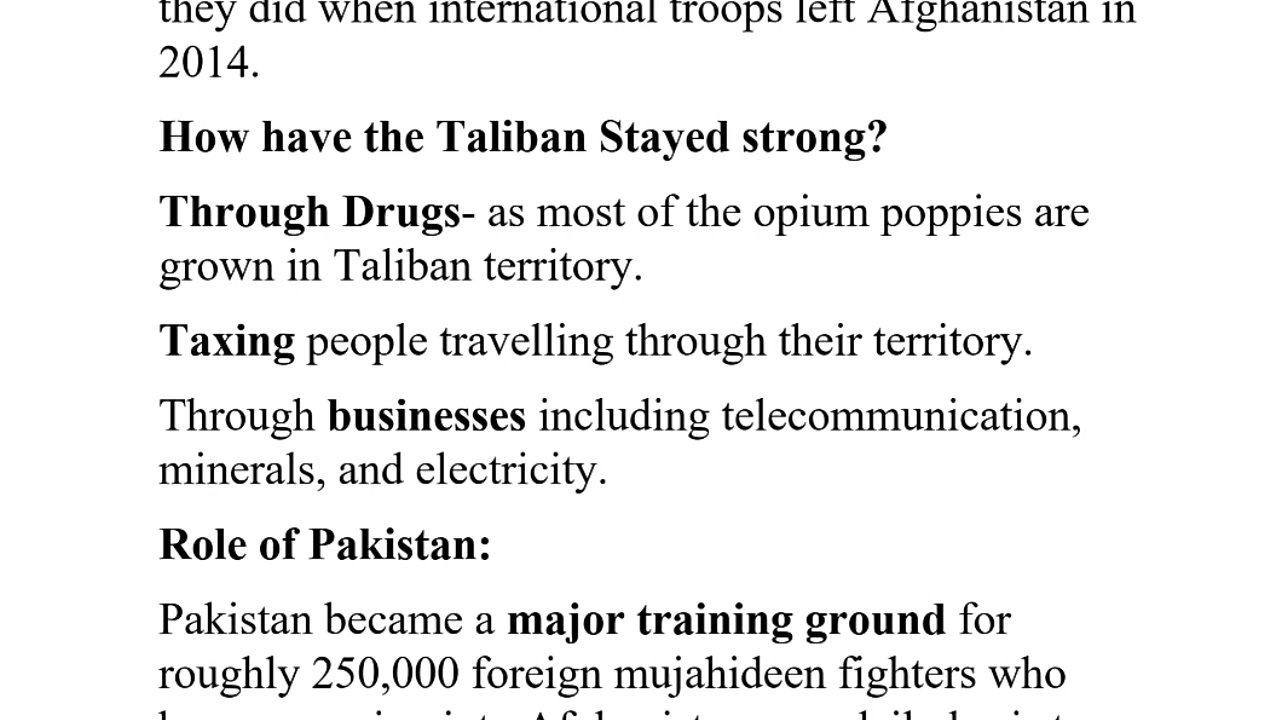 they did when international troops left Afghanistan in
2014.
How have the Taliban Stayed strong?
Through Drugs- as most of the opium poppies are
grown in Taliban territory.
Taxing people travelling through their territory.
Through businesses including telecommunication,
minerals, and electricity.
Role of Pakistan:
Pakistan became a major training ground for
roughly 250,000 foreign mujahideen fighters who